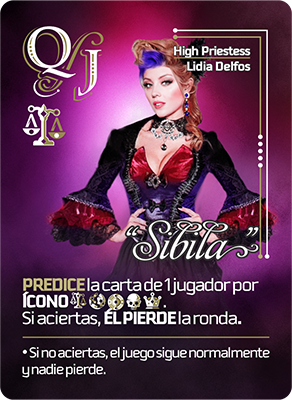 QJ
High Priestess
Lidia Delfos
"Sibila"
PREDICE la carta de 1 jugador por
ÍCONO .
Si aciertas, ÉL PIERDE la ronda.
• Si no aciertas, el juego sigue normalmente
y nadie pierde.